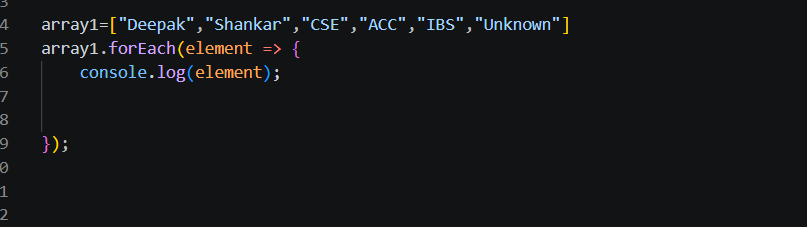 3
4 array1=["Deepak","Shankar","CSE","ACC","IBS","Unknown"]
5 array1.forEach(element => {
6     console.log(element);
7
8
9 });
0
1
2